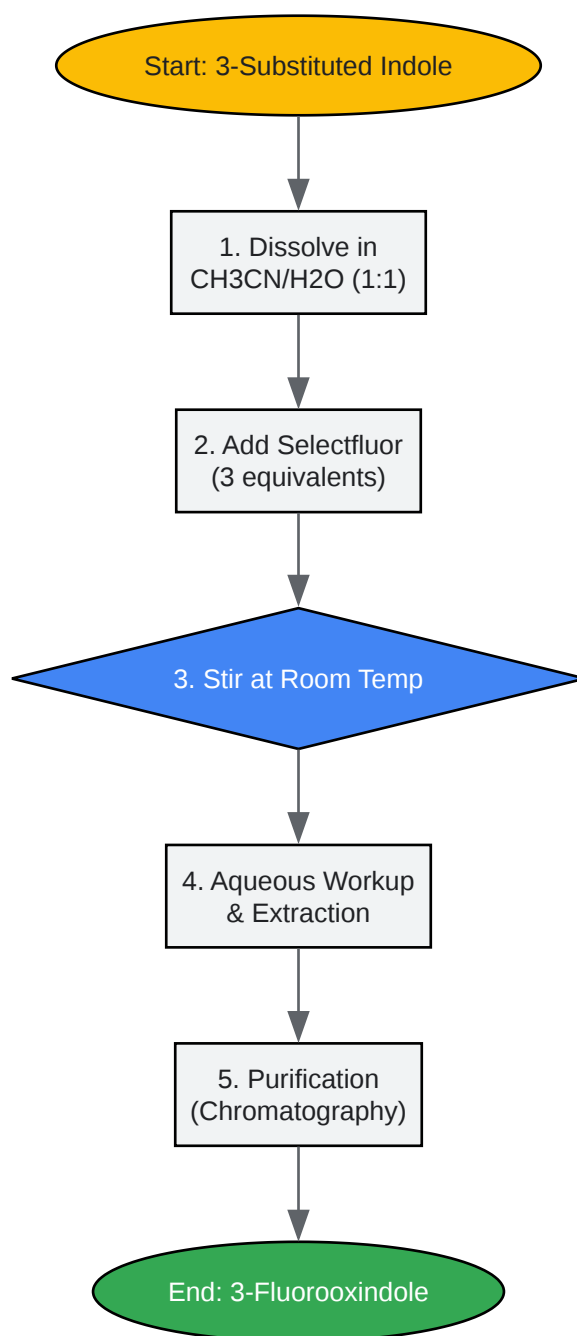 Start: 3-Substituted Indole
1. Dissolve in
CH3CN/H2O (1:1)
2. Add Selectfluor
(3 equivalents)
3. Stir at Room Temp
4. Aqueous Workup
& Extraction
5. Purification
(Chromatography)
End: 3-Fluorooxindole